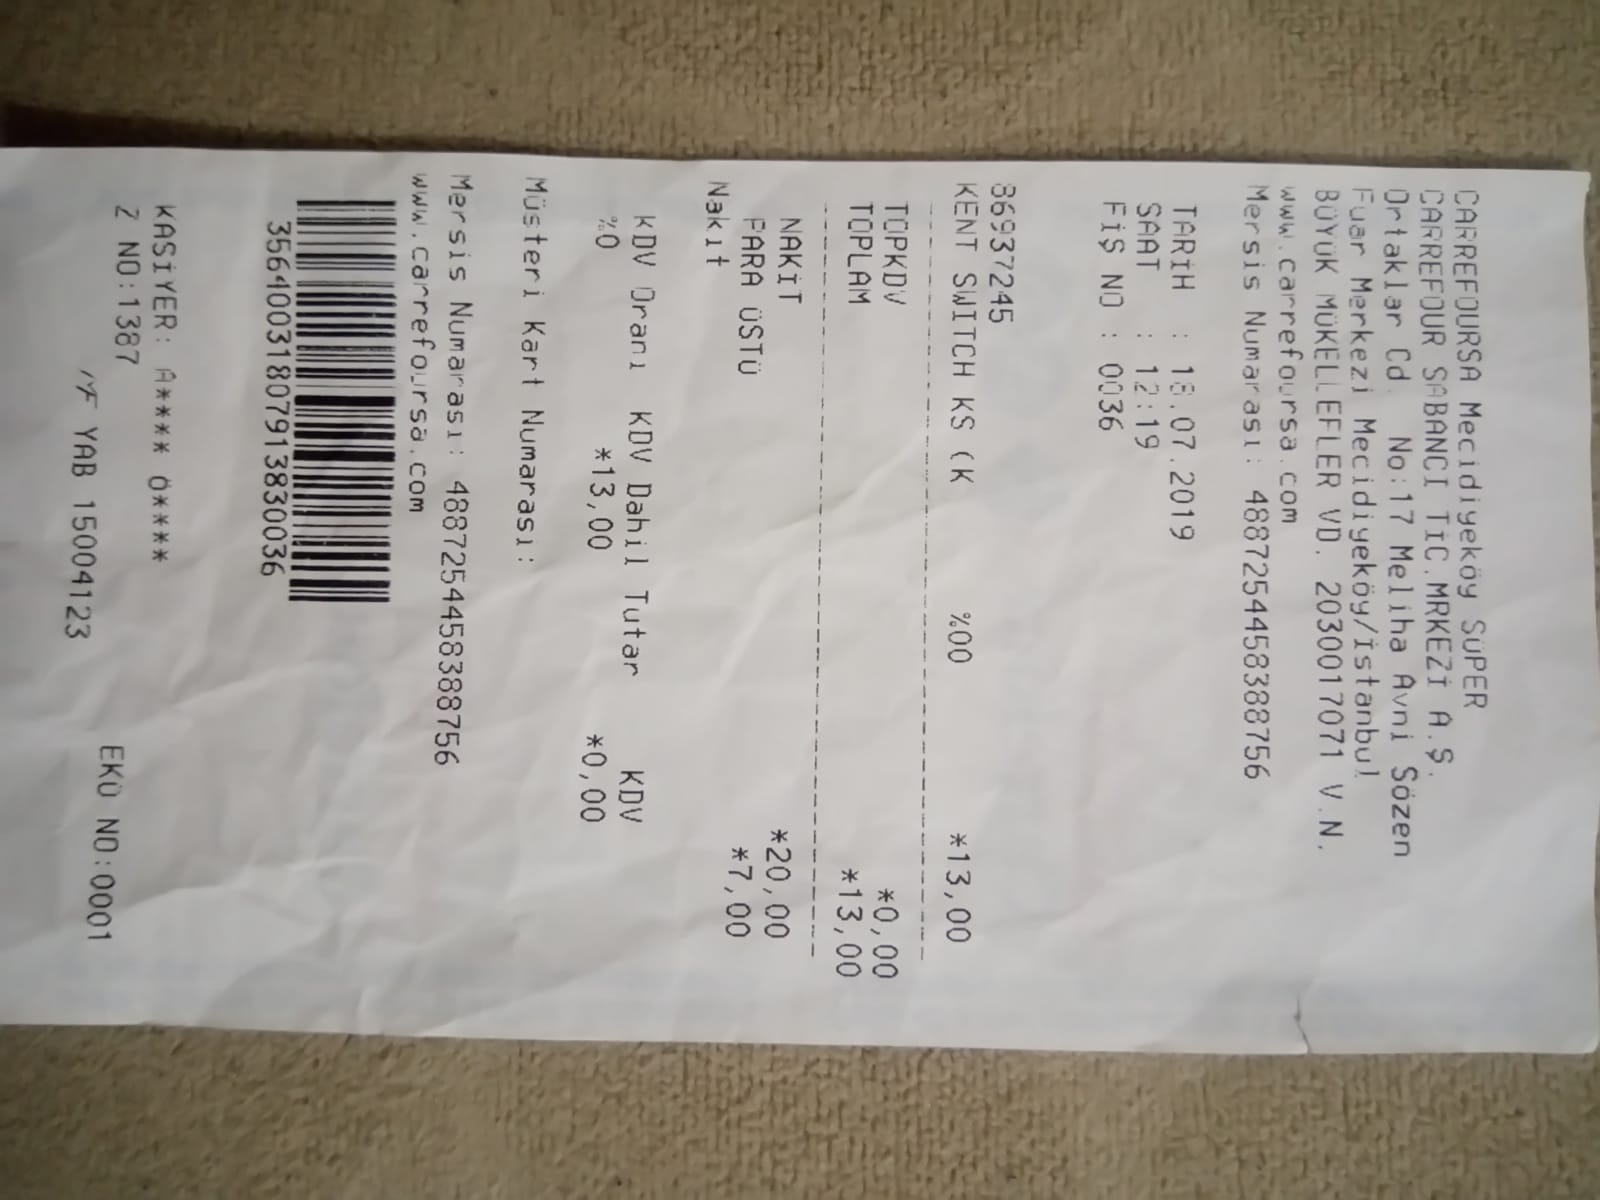 CARREFOURSA Mecidiyeköy SÜPER
CARREFOUR SABANCI TİC.MRKEZİ A.Ş.
Ortaklar Cd. No:17 Meliha Avni Sözen
Fuar Merkezi Mecidiyeköy/İstanbul
BÜYÜK MÜKELLEFLER VD. 2030017071 V.N.
www.carrefoursa.com
Mersis Numarası: 4887254458388756
TARİH : 18.07.2019
SAAT : 12:19
FİŞ NO : 0036
86937245
KENT SWITCH KS (K %00 *13,00
TOPKDV *0,00
TOPLAM *13,00
NAKİT *20,00
PARA ÜSTÜ *7,00
Nakit
KDV Oranı KDV Dahil Tutar KDV
%0 *13,00 *0,00
Müsteri Kart Numarası:
Mersis Numarası: 4887254458388756
www.carrefoursa.com
35640031807913830036
KASİYER: A**** Ö****
Z NO:1387 EKÜ NO:0001
MF YAB 15004123